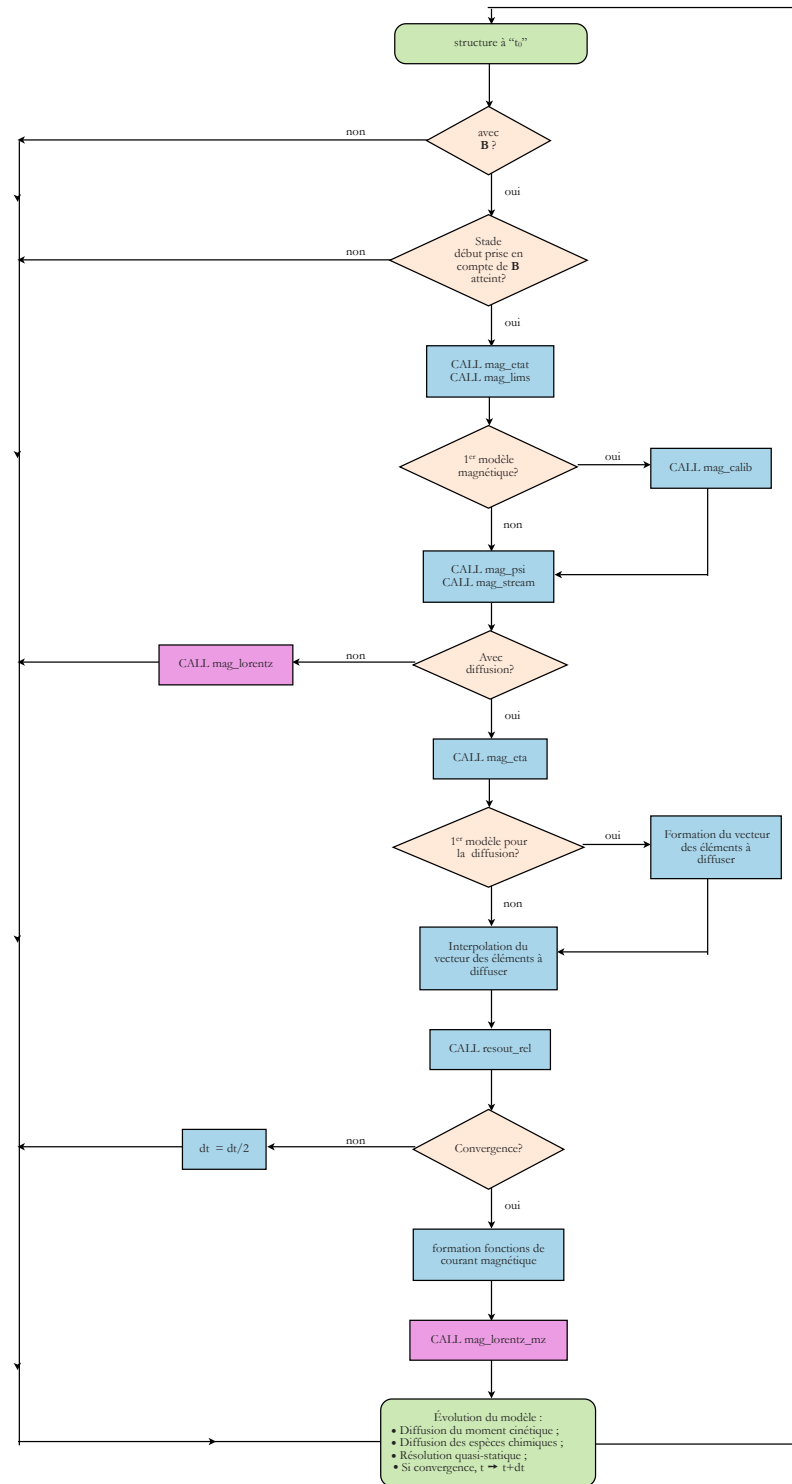 structure à “t₀”
avec
B ?
non
oui
Stade
début prise en
compte de B
atteint?
non
oui
CALL mag_etat
CALL mag_lims
1er modèle
magnétique?
oui
CALL mag_calib
non
CALL mag_psi
CALL mag_stream
Avec
diffusion?
non
CALL mag_lorentz
oui
CALL mag_eta
1er modèle pour
la diffusion?
oui
Formation du vecteur
des éléments à
diffuser
non
Interpolation du
vecteur des éléments à
diffuser
CALL resout_rel
Convergence?
non
dt = dt/2
oui
formation fonctions de
courant magnétique
CALL mag_lorentz_mz
Évolution du modèle :
• Diffusion du moment cinétique ;
• Diffusion des espèces chimiques ;
• Résolution quasi-statique ;
• Si convergence, t → t+dt